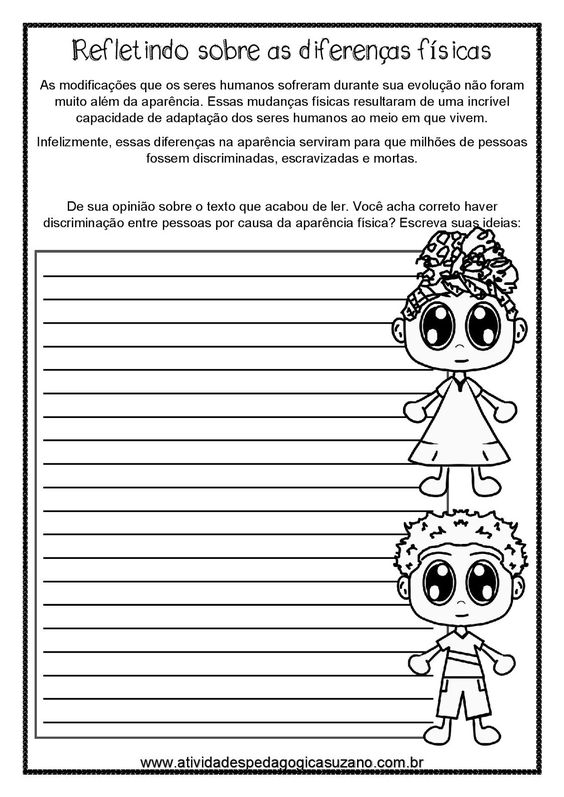 Refletindo sobre as diferenças físicas
As modificações que os seres humanos sofreram durante sua evolução não foram
muito além da aparência. Essas mudanças físicas resultaram de uma incrível
capacidade de adaptação dos seres humanos ao meio em que vivem.
Infelizmente, essas diferenças na aparência serviram para que milhões de pessoas
fossem discriminadas, escravizadas e mortas.
De sua opinião sobre o texto que acabou de ler. Você acha correto haver
discriminação entre pessoas por causa da aparência física? Escreva suas ideias:
www.atividadespedagogicasuzano.com.br